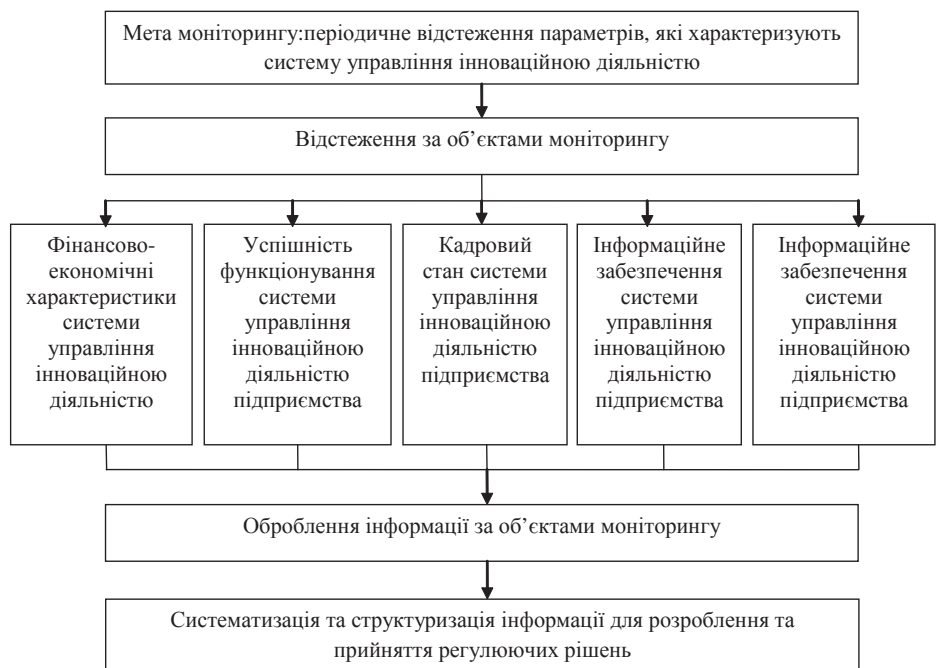 Мета моніторингу:періодичне відстеження параметрів, які характеризують
систему управління інноваційною діяльністю
Відстеження за об’єктами моніторингу
Фінансово-
економічні
характеристики
системи
управління
інноваційною
діяльністю
Успішність
функціонування
системи
управління
інноваційною
діяльністю
підприємства
Кадровий
стан системи
управління
інноваційною
діяльністю
підприємства
Інформаційне
забезпечення
системи
управління
інноваційною
діяльністю
підприємства
Інформаційне
забезпечення
системи
управління
інноваційною
діяльністю
підприємства
Оброблення інформації за об’єктами моніторингу
Систематизація та структуризація інформації для розроблення та
прийняття регулюючих рішень